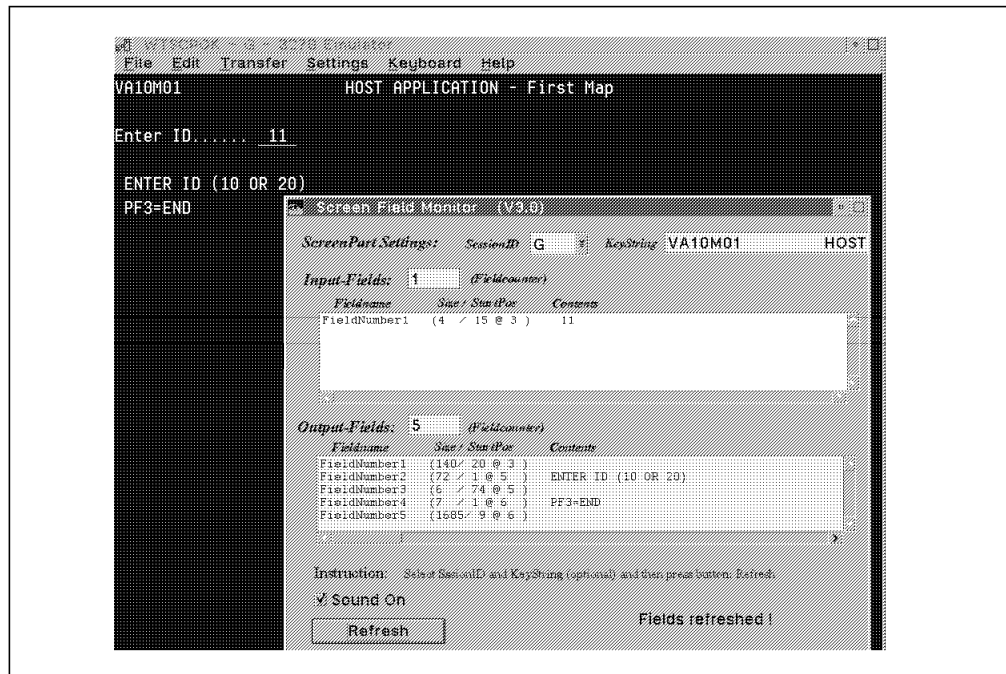 WTSCPOK - G - 3270 Emulator
File Edit Transfer Settings Keyboard Help
VA10M01 HOST APPLICATION - First Map
Enter ID...... 11
ENTER ID (10 OR 20)
PF3=END
Screen Field Monitor (V3.0)
ScreenPart Settings: SessionID G KeyString VA10M01 HOST
Input-Fields: 1 (Fieldcounter)
Fieldname Size / StartPos Contents
FieldNumber1 (4 / 15 @ 3 ) 11
Output-Fields: 5 (Fieldcounter)
Fieldname Size / StartPos Contents
FieldNumber1 (140/ 20 @ 3 )
FieldNumber2 (72 / 1 @ 5 ) ENTER ID (10 OR 20)
FieldNumber3 (6 / 74 @ 5 )
FieldNumber4 (7 / 1 @ 6 ) PF3=END
FieldNumber5 (1685/ 9 @ 6 )
Instruction: Select SssionID and KeyString (optional) and then press button: Refresh
Sound On
Refresh Fields refreshed !